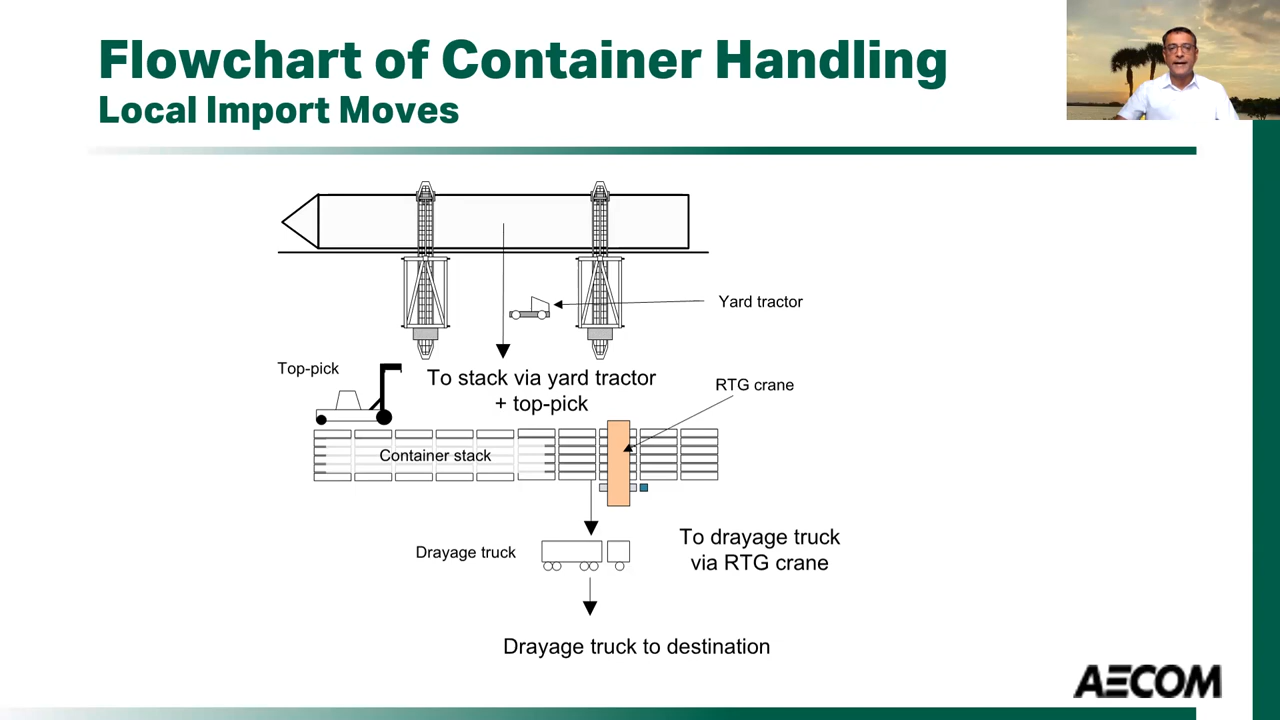 Flowchart of Container Handling
Local Import Moves
Yard tractor
Top-pick
To stack via yard tractor
+ top-pick
RTG crane
Container stack
Drayage truck
To drayage truck
via RTG crane
Drayage truck to destination
AECOM